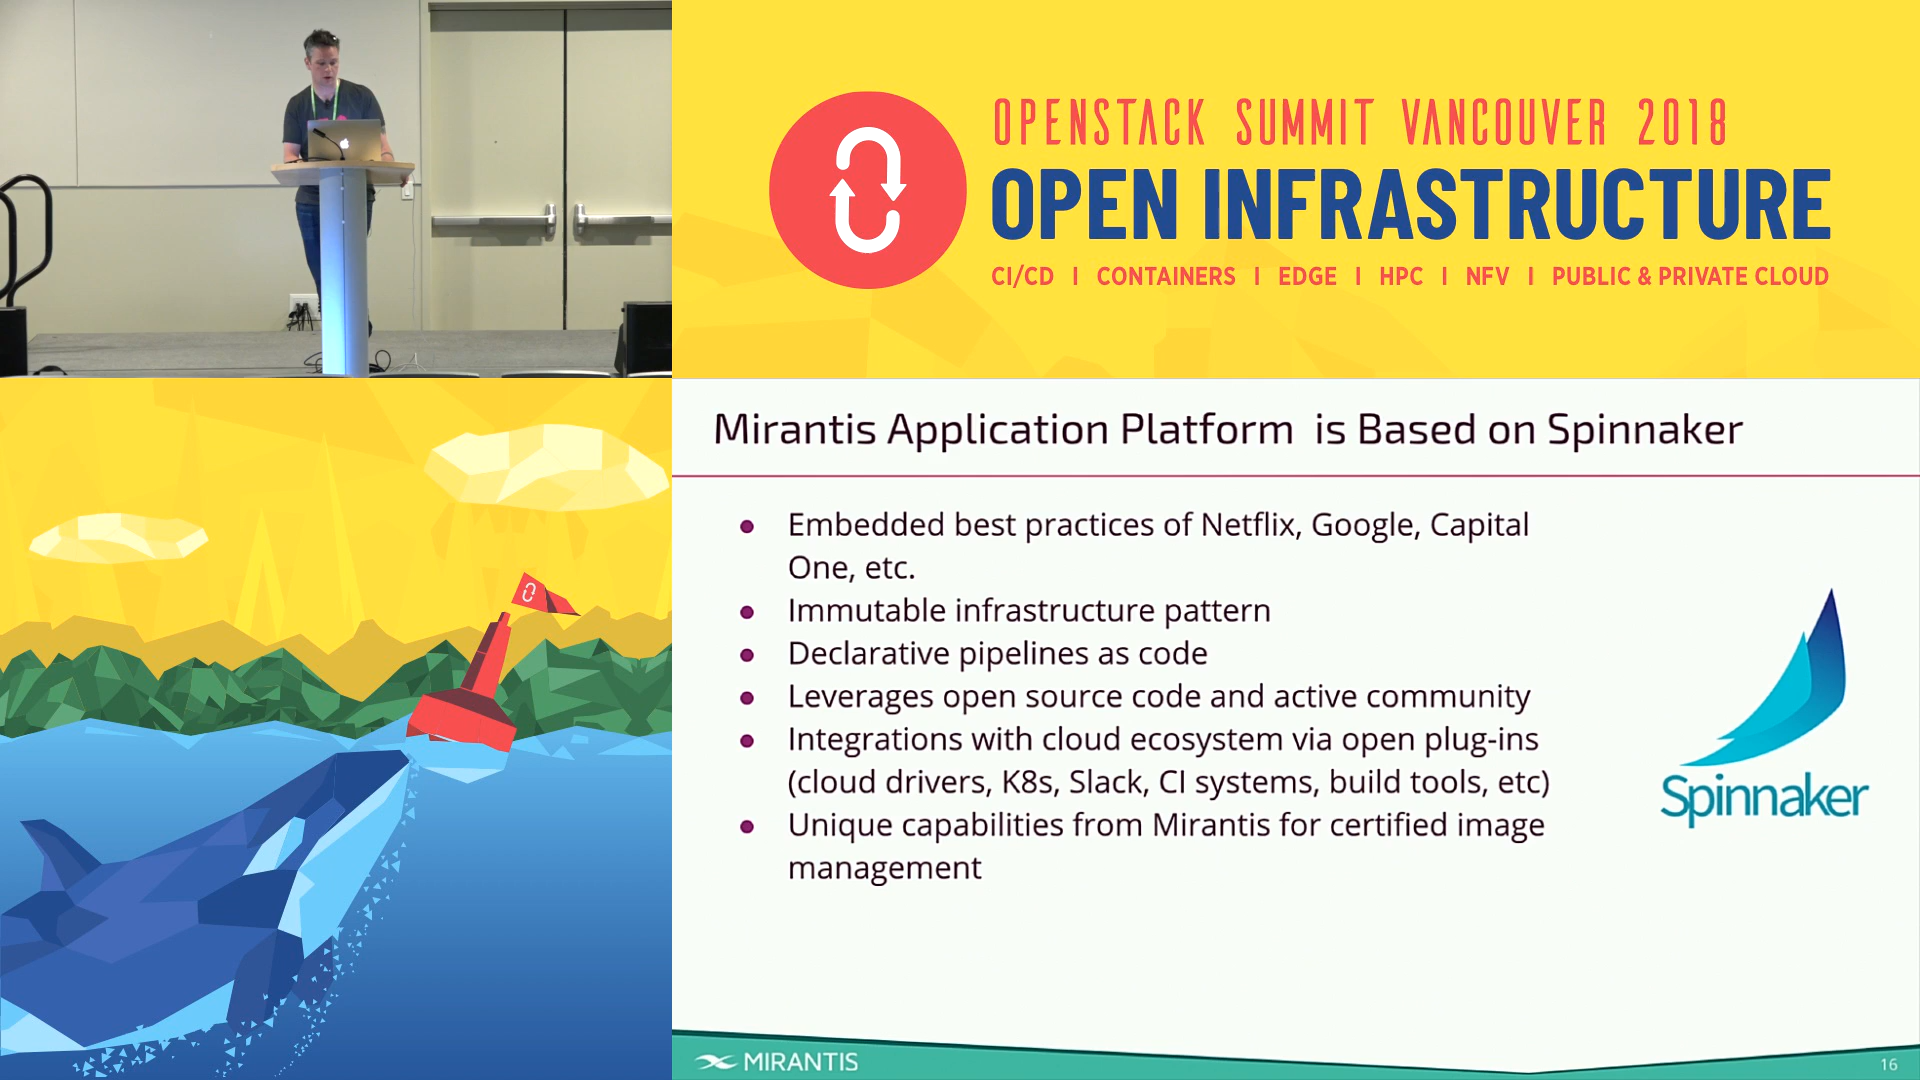 OPENSTACK SUMMIT VANCOUVER 2018
OPEN INFRASTRUCTURE
CI/CD | CONTAINERS | EDGE | HPC | NFV | PUBLIC & PRIVATE CLOUD
Mirantis Application Platform is Based on Spinnaker
Embedded best practices of Netflix, Google, Capital
One, etc.
Immutable infrastructure pattern
Declarative pipelines as code
Leverages open source code and active community
Integrations with cloud ecosystem via open plug-ins
(cloud drivers, K8s, Slack, CI systems, build tools, etc)
Unique capabilities from Mirantis for certified image
management
Spinnaker
MIRANTIS
16